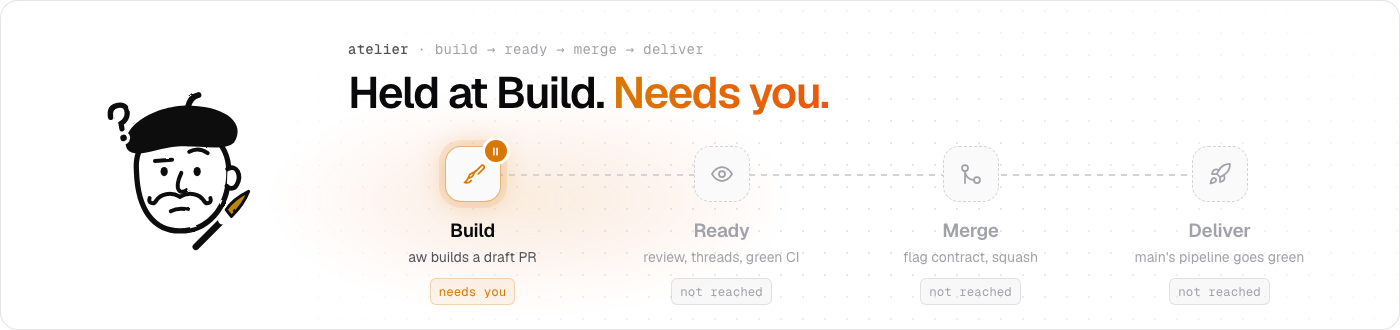 atelier · build → ready → merge → deliver
Held at Build. Needs you.
Build
aw builds a draft PR
needs you
Ready
review, threads, green CI
not reached
Merge
flag contract, squash
not reached
Deliver
main's pipeline goes green
not reached